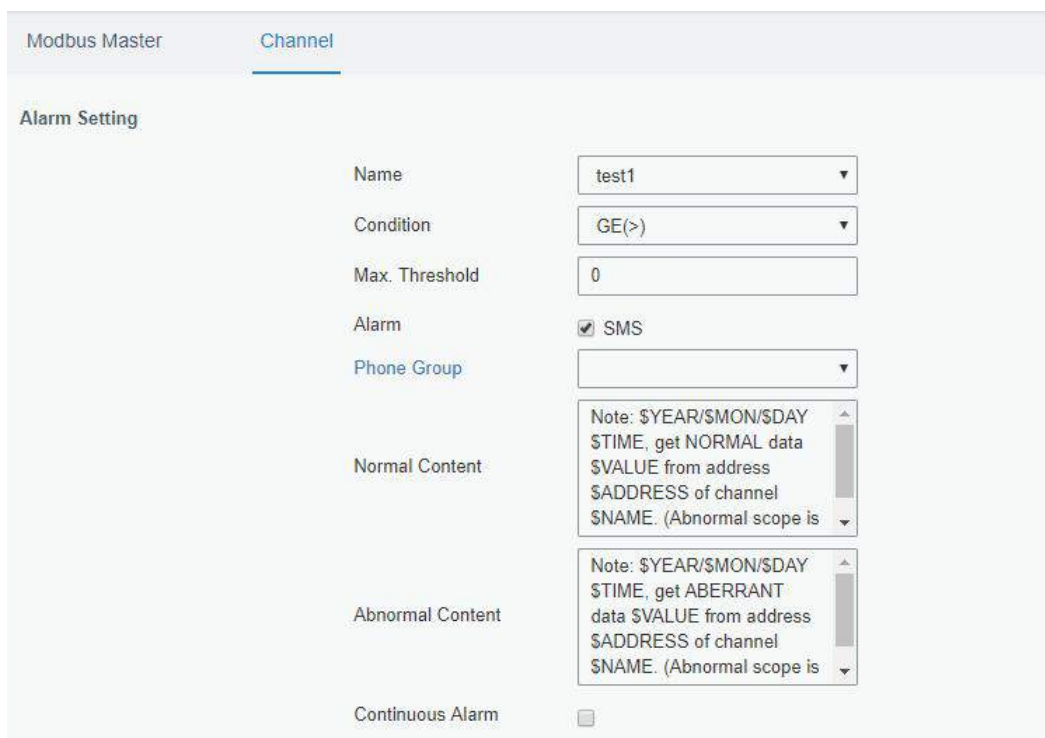 Modbus Master Channel
Alarm Setting
Name test1
Condition GE(>)
Max. Threshold 0
Alarm SMS
Phone Group
Normal Content
Note: $YEAR/$MON/$DAY
$TIME, get NORMAL data
$VALUE from address
$ADDRESS of channel
$NAME. (Abnormal scope is
Abnormal Content
Note: $YEAR/$MON/$DAY
$TIME, get ABERRANT
data $VALUE from address
$ADDRESS of channel
$NAME. (Abnormal scope is
Continuous Alarm